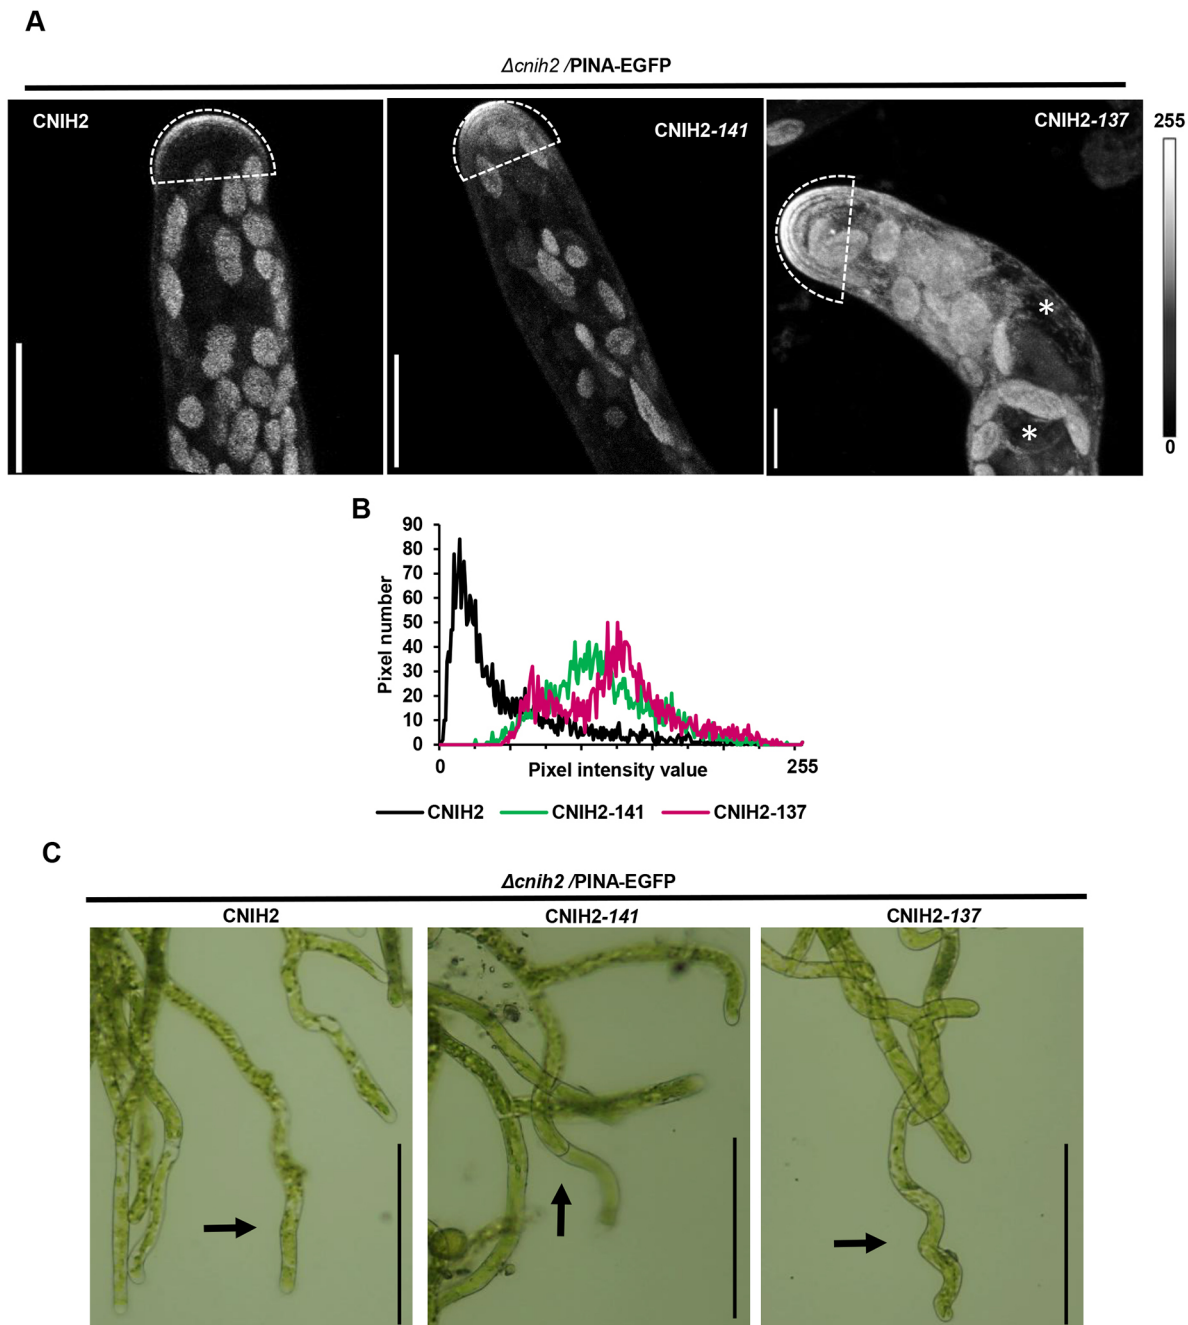 A
Δcnih2 /PINA-EGFP
CNIH2
CNIH2-141
CNIH2-137
255
0
*
*
B
90
80
70
60
50
40
30
20
10
0
Pixel number
0
Pixel intensity value
255
CNIH2
CNIH2-141
CNIH2-137
C
Δcnih2 /PINA-EGFP
CNIH2
CNIH2-141
CNIH2-137